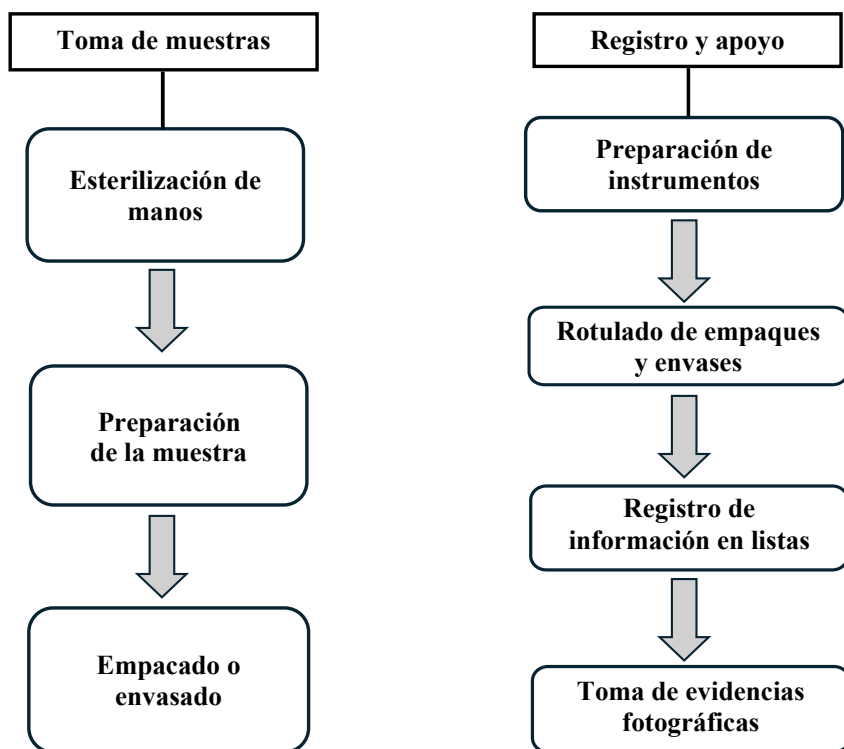 Toma de muestras
Esterilización de
manos
Preparación
de la muestra
Empacado o
envasado
Registro y apoyo
Preparación de
instrumentos
Rotulado de empaques
y envases
Registro de
información en listas
Toma de evidencias
fotográficas